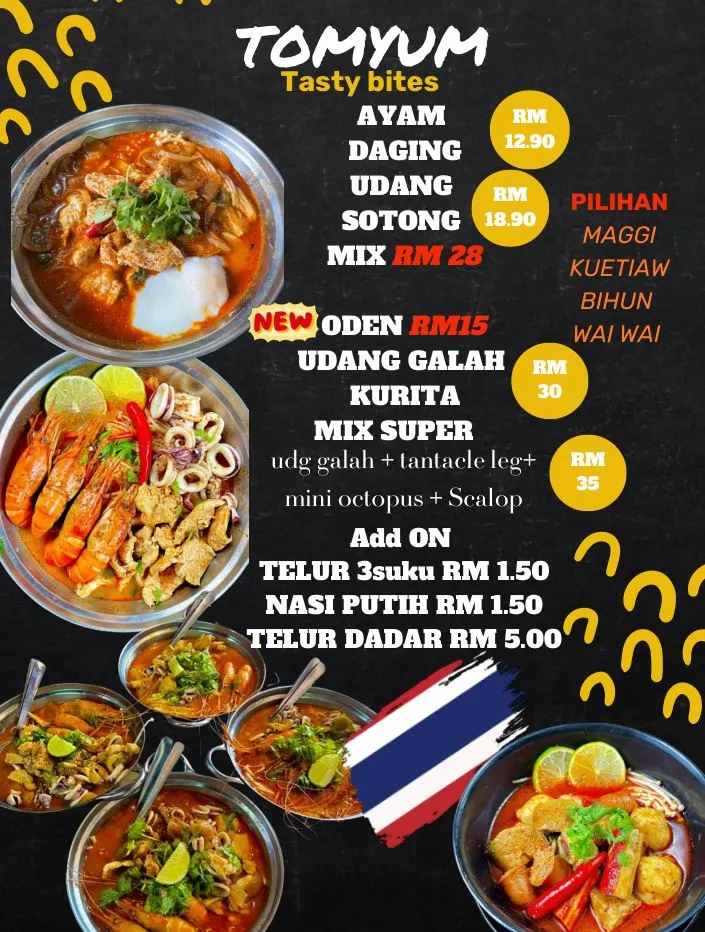 TOMYUM
Tasty bites
AYAM
DAGING
RM
12.90
UDANG
SOTONG
RM
18.90
MIX RM 28
PILIHAN
MAGGI
KUETIAW
BIHUN
WAI WAI
NEW ODEN RM15
UDANG GALAH
KURITA
RM
30
MIX SUPER
udg galah + tantacle leg+
mini octopus + Scalop
RM
35
Add ON
TELUR 3suku RM 1.50
NASI PUTIH RM 1.50
TELUR DADAR RM 5.00